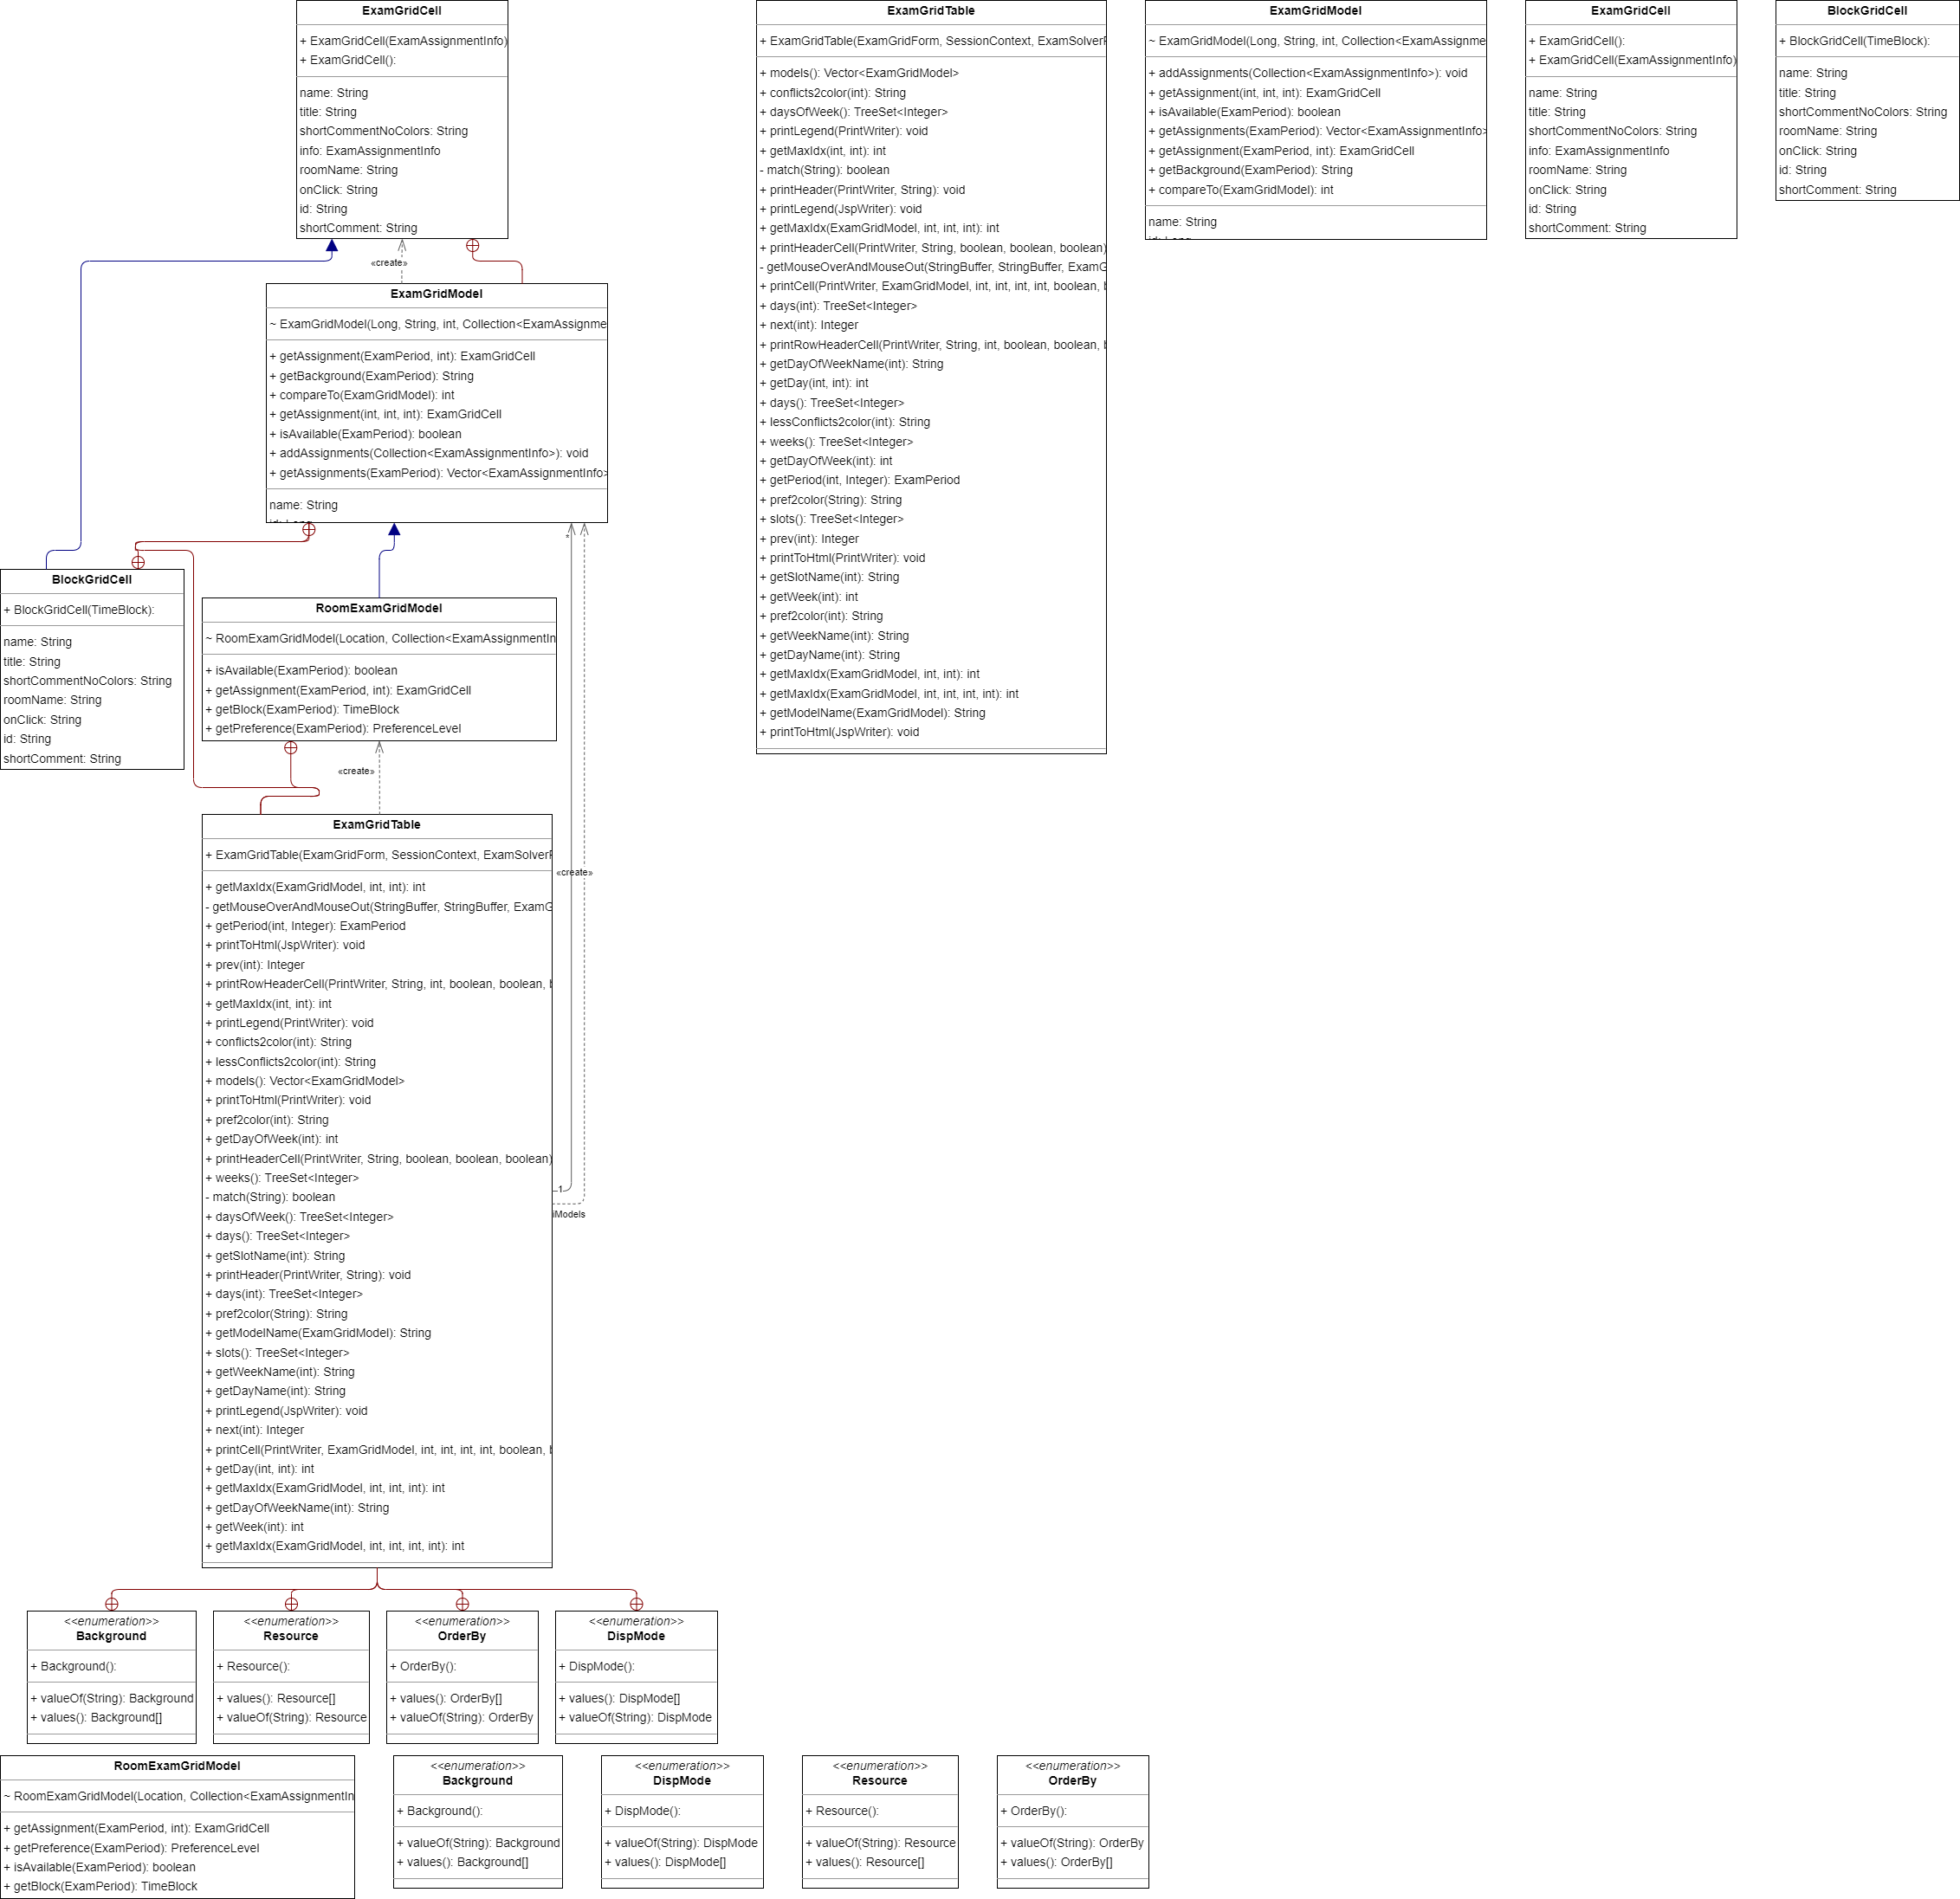 ExamGridCell
+ ExamGridCell(ExamAssignmentInfo)
+ ExamGridCell():
name: String
title: String
shortCommentNoColors: String
info: ExamAssignmentInfo
roomName: String
onClick: String
id: String
shortComment: String
«create»
ExamGridModel
~ ExamGridModel(Long, String, int, Collection<ExamAssignme
+ getAssignment(ExamPeriod, int): ExamGridCell
+ getBackground(ExamPeriod): String
+ compareTo(ExamGridModel): int
+ getAssignment(int, int, int): ExamGridCell
+ isAvailable(ExamPeriod): boolean
+ addAssignments(Collection<ExamAssignmentInfo>): void
+ getAssignments(ExamPeriod): Vector<ExamAssignmentInfo>
name: String
*
BlockGridCell
+ BlockGridCell(TimeBlock):
name: String
title: String
shortCommentNoColors: String
roomName: String
onClick: String
id: String
shortComment: String
RoomExamGridModel
~ RoomExamGridModel(Location, Collection<ExamAssignmentIn
+ isAvailable(ExamPeriod): boolean
+ getAssignment(ExamPeriod, int): ExamGridCell
+ getBlock(ExamPeriod): TimeBlock
+ getPreference(ExamPeriod): PreferenceLevel
«create»
ExamGridTable
+ ExamGridTable(ExamGridForm, SessionContext, ExamSolverP
+ getMaxIdx(ExamGridModel, int, int): int
- getMouseOverAndMouseOut(StringBuffer, StringBuffer, ExamG
+ getPeriod(int, Integer): ExamPeriod
+ printToHtml(JspWriter): void
+ prev(int): Integer
+ printRowHeaderCell(PrintWriter, String, int, boolean, boolean, b
+ getMaxIdx(int, int): int
+ printLegend(PrintWriter): void
+ conflicts2color(int): String
+ lessConflicts2color(int): String
+ models(): Vector<ExamGridModel>
+ printToHtml(PrintWriter): void
+ pref2color(int): String
+ getDayOfWeek(int): int
+ printHeaderCell(PrintWriter, String, boolean, boolean, boolean)
+ weeks(): TreeSet<Integer>
- match(String): boolean
+ daysOfWeek(): TreeSet<Integer>
+ days(): TreeSet<Integer>
+ getSlotName(int): String
+ printHeader(PrintWriter, String): void
+ days(int): TreeSet<Integer>
+ pref2color(String): String
+ getModelName(ExamGridModel): String
+ slots(): TreeSet<Integer>
+ getWeekName(int): String
+ getDayName(int): String
+ printLegend(JspWriter): void
+ next(int): Integer
+ printCell(PrintWriter, ExamGridModel, int, int, int, int, boolean, b
+ getDay(int, int): int
+ getMaxIdx(ExamGridModel, int, int, int): int
+ getDayOfWeekName(int): String
+ getWeek(int): int
+ getMaxIdx(ExamGridModel, int, int, int, int): int
«create»
1
iModels
<<enumeration>>
Background
+ Background():
+ valueOf(String): Background
+ values(): Background[]
<<enumeration>>
Resource
+ Resource():
+ values(): Resource[]
+ valueOf(String): Resource
<<enumeration>>
OrderBy
+ OrderBy():
+ values(): OrderBy[]
+ valueOf(String): OrderBy
<<enumeration>>
DispMode
+ DispMode():
+ values(): DispMode[]
+ valueOf(String): DispMode
ExamGridTable
+ ExamGridTable(ExamGridForm, SessionContext, ExamSolverP
+ models(): Vector<ExamGridModel>
+ conflicts2color(int): String
+ daysOfWeek(): TreeSet<Integer>
+ printLegend(PrintWriter): void
+ getMaxIdx(int, int): int
- match(String): boolean
+ printHeader(PrintWriter, String): void
+ printLegend(JspWriter): void
+ getMaxIdx(ExamGridModel, int, int, int): int
+ printHeaderCell(PrintWriter, String, boolean, boolean, boolean)
- getMouseOverAndMouseOut(StringBuffer, StringBuffer, ExamG
+ printCell(PrintWriter, ExamGridModel, int, int, int, int, boolean, b
+ days(int): TreeSet<Integer>
+ next(int): Integer
+ printRowHeaderCell(PrintWriter, String, int, boolean, boolean, b
+ getDayOfWeekName(int): String
+ getDay(int, int): int
+ days(): TreeSet<Integer>
+ lessConflicts2color(int): String
+ weeks(): TreeSet<Integer>
+ getDayOfWeek(int): int
+ getPeriod(int, Integer): ExamPeriod
+ pref2color(String): String
+ slots(): TreeSet<Integer>
+ prev(int): Integer
+ printToHtml(PrintWriter): void
+ getSlotName(int): String
+ getWeek(int): int
+ pref2color(int): String
+ getWeekName(int): String
+ getDayName(int): String
+ getMaxIdx(ExamGridModel, int, int): int
+ getMaxIdx(ExamGridModel, int, int, int, int): int
+ getModelName(ExamGridModel): String
+ printToHtml(JspWriter): void
ExamGridModel
~ ExamGridModel(Long, String, int, Collection<ExamAssignme
+ addAssignments(Collection<ExamAssignmentInfo>): void
+ getAssignment(int, int, int): ExamGridCell
+ isAvailable(ExamPeriod): boolean
+ getAssignments(ExamPeriod): Vector<ExamAssignmentInfo>
+ getAssignment(ExamPeriod, int): ExamGridCell
+ getBackground(ExamPeriod): String
+ compareTo(ExamGridModel): int
name: String
ExamGridCell
+ ExamGridCell():
+ ExamGridCell(ExamAssignmentInfo)
name: String
title: String
shortCommentNoColors: String
info: ExamAssignmentInfo
roomName: String
onClick: String
id: String
shortComment: String
BlockGridCell
+ BlockGridCell(TimeBlock):
name: String
title: String
shortCommentNoColors: String
roomName: String
onClick: String
id: String
shortComment: String
RoomExamGridModel
~ RoomExamGridModel(Location, Collection<ExamAssignmentIn
+ getAssignment(ExamPeriod, int): ExamGridCell
+ getPreference(ExamPeriod): PreferenceLevel
+ isAvailable(ExamPeriod): boolean
+ getBlock(ExamPeriod): TimeBlock
<<enumeration>>
Background
+ Background():
+ valueOf(String): Background
+ values(): Background[]
<<enumeration>>
DispMode
+ DispMode():
+ valueOf(String): DispMode
+ values(): DispMode[]
<<enumeration>>
Resource
+ Resource():
+ valueOf(String): Resource
+ values(): Resource[]
<<enumeration>>
OrderBy
+ OrderBy():
+ valueOf(String): OrderBy
+ values(): OrderBy[]